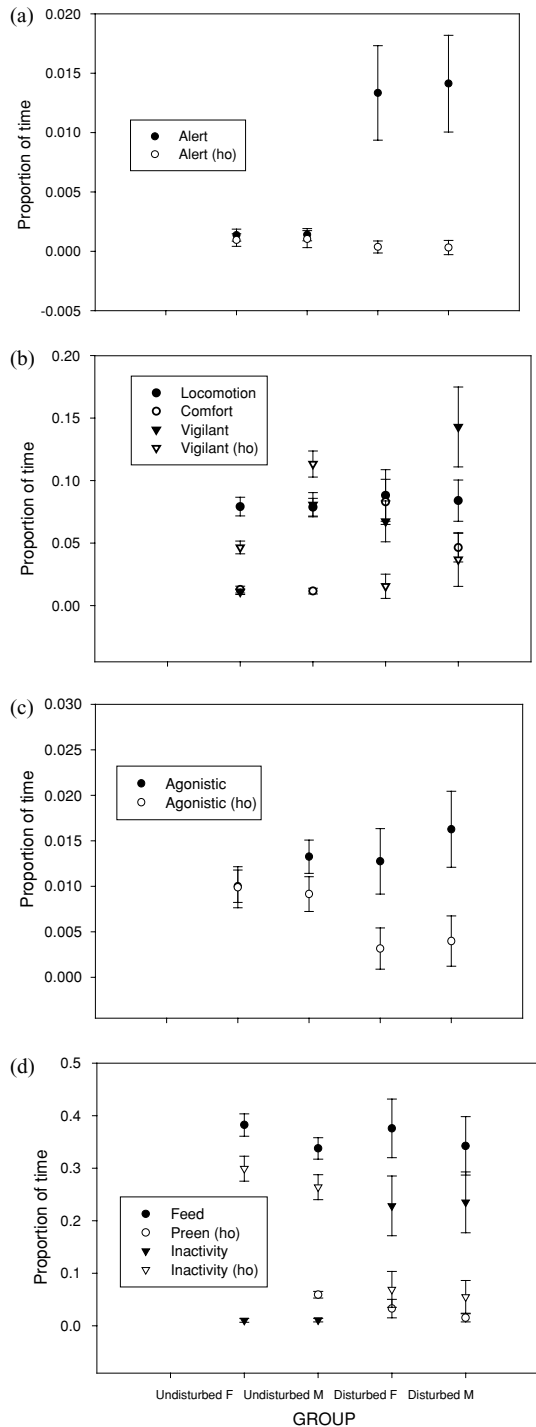 (a)
0.020
0.015
0.010
0.005
0.000
-0.005
Proportion of time
Alert
Alert (ho)
(b)
0.20
0.15
0.10
0.05
0.00
Proportion of time
Locomotion
Comfort
Vigilant
Vigilant (ho)
(c)
0.030
0.025
0.020
0.015
0.010
0.005
0.000
Proportion of time
Agonistic
Agonistic (ho)
(d)
0.5
0.4
0.3
0.2
0.1
0.0
Proportion of time
Feed
Preen (ho)
Inactivity
Inactivity (ho)
Undisturbed F Undisturbed M Disturbed F Disturbed M
GROUP